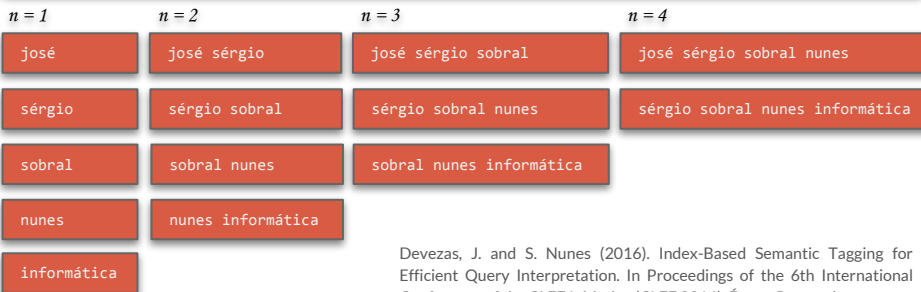 n = 1 n = 2 n = 3 n = 4
josé josé sérgio josé sérgio sobral josé sérgio sobral nunes
sérgio sérgio sobral sérgio sobral nunes sérgio sobral nunes informática
sobral sobral nunes sobral nunes informática
nunes nunes informática
informática
Devezas, J. and S. Nunes (2016). Index-Based Semantic Tagging for
Efficient Query Interpretation. In Proceedings of the 6th International